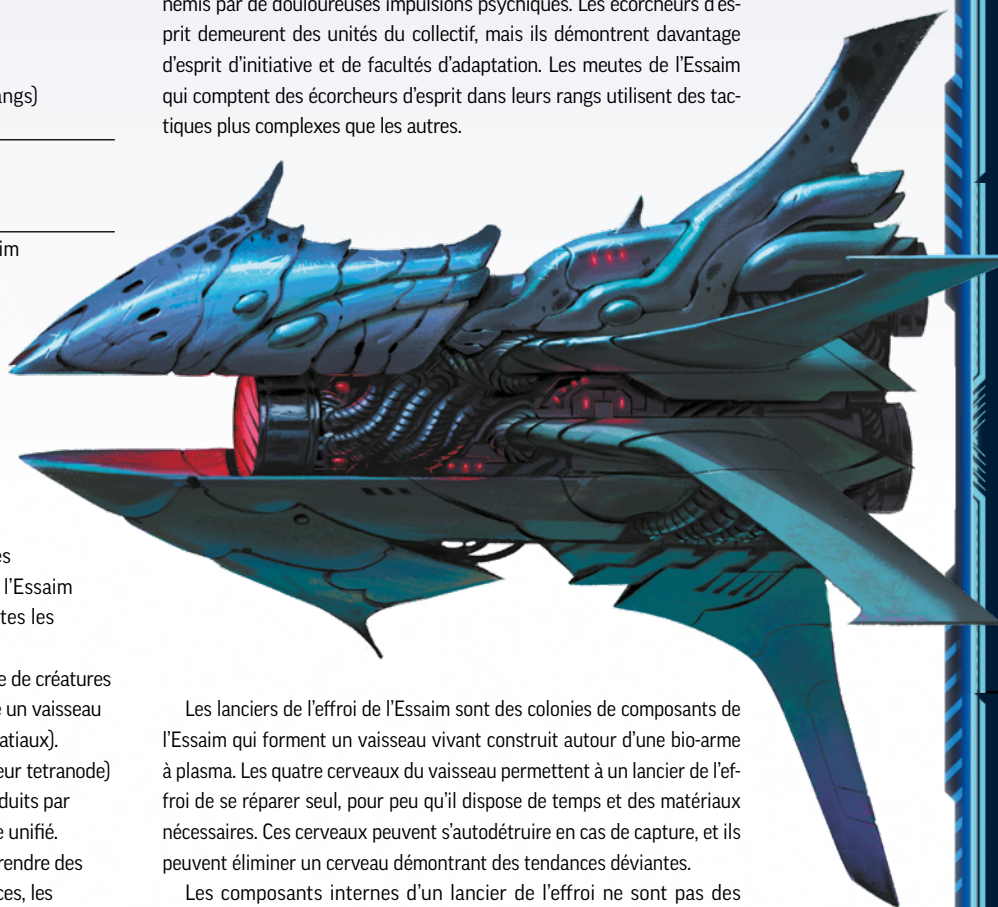 angs)
im
es
l'Essaim
tes les
e de créatures
e un vaisseau
atiaux).
eur tetranode)
duits par
e unifié.
rendre des
ces, les
nemis par de douloureuses impulsions psychiques. Les écorcheurs d'es-
prit demeurent des unités du collectif, mais ils démontrent davantage
d'esprit d'initiative et de facultés d'adaptation. Les meutes de l'Essaim
qui comptent des écorcheurs d'esprit dans leurs rangs utilisent des tac-
tiques plus complexes que les autres.
Les lanciers de l'effroi de l'Essaim sont des colonies de composants de
l'Essaim qui forment un vaisseau vivant construit autour d'une bio-arme
à plasma. Les quatre cerveaux du vaisseau permettent à un lancier de l'ef-
froi de se réparer seul, pour peu qu'il dispose de temps et des matériaux
nécessaires. Ces cerveaux peuvent s'autodétruire en cas de capture, et ils
peuvent éliminer un cerveau démontrant des tendances déviantes.
Les composants internes d'un lancier de l'effroi ne sont pas des